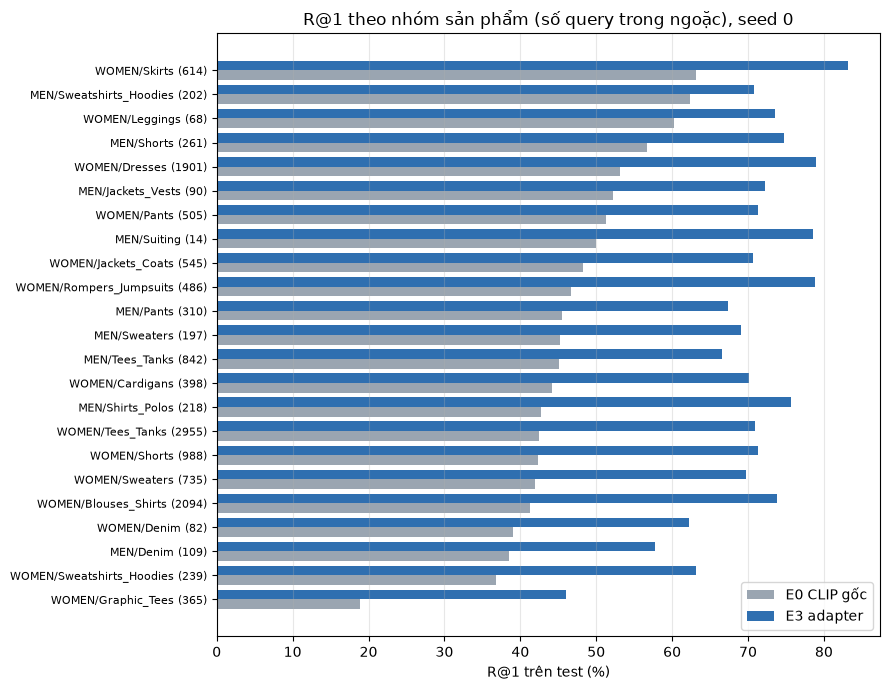 R@1 theo nhóm sản phẩm (số query trong ngoặc), seed 0
WOMEN/Skirts (614)
MEN/Sweatshirts_Hoodies (202)
WOMEN/Leggings (68)
MEN/Shorts (261)
WOMEN/Dresses (1901)
MEN/Jackets_Vests (90)
WOMEN/Pants (505)
MEN/Suiting (14)
WOMEN/Jackets_Coats (545)
WOMEN/Rompers_Jumpsuits (486)
MEN/Pants (310)
MEN/Sweaters (197)
MEN/Tees_Tanks (842)
WOMEN/Cardigans (398)
MEN/Shirts_Polos (218)
WOMEN/Tees_Tanks (2955)
WOMEN/Shorts (988)
WOMEN/Sweaters (735)
WOMEN/Blouses_Shirts (2094)
WOMEN/Denim (82)
MEN/Denim (109)
WOMEN/Sweatshirts_Hoodies (239)
WOMEN/Graphic_Tees (365)
E0 CLIP gốc
E3 adapter
0 10 20 30 40 50 60 70 80
R@1 trên test (%)